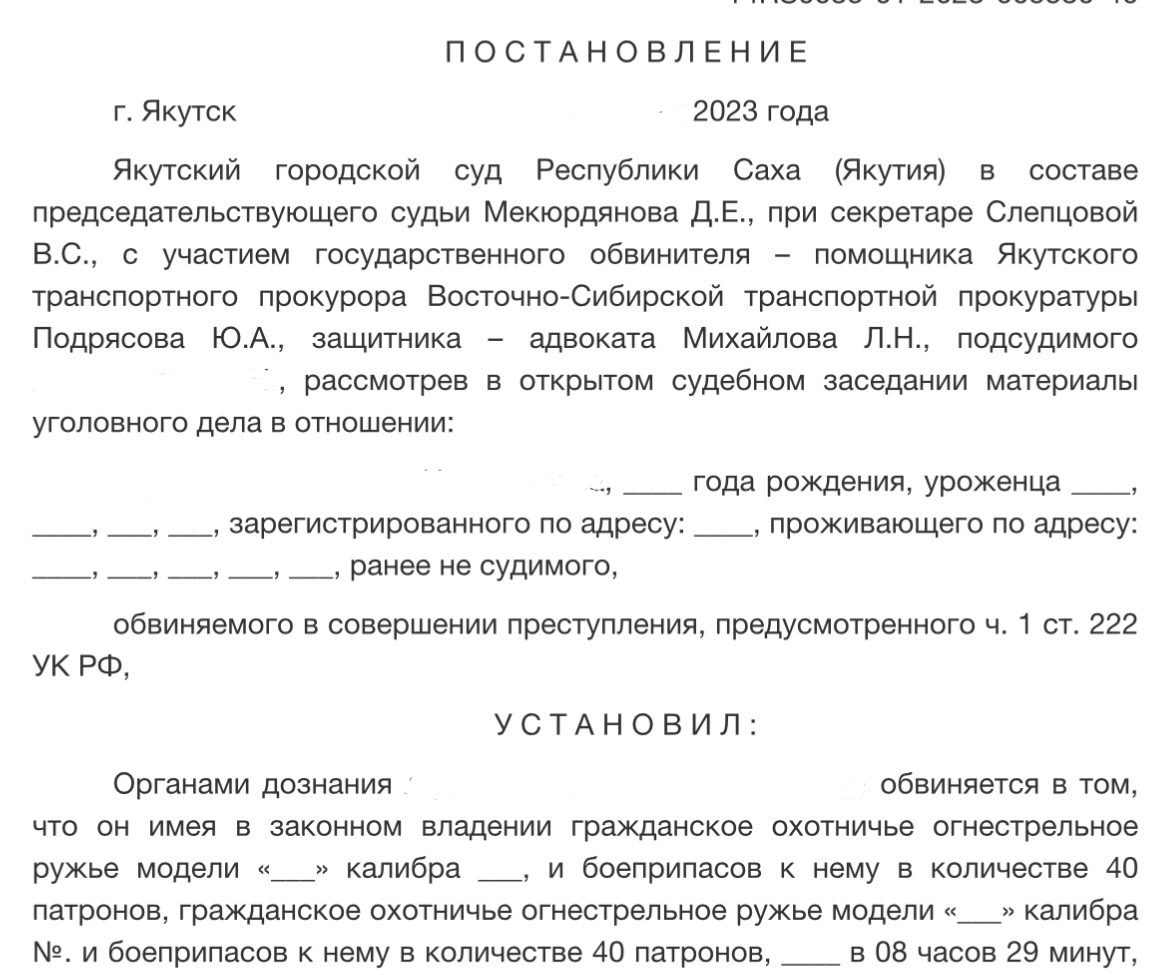 П О С Т А Н О В Л Е Н И Е
г. Якутск 2023 года
Якутский городской суд Республики Саха (Якутия) в составе
председательствующего судьи Мекюрдянова Д.Е., при секретаре Слепцовой
В.С., с участием государственного обвинителя – помощника Якутского
транспортного прокурора Восточно-Сибирской транспортной прокуратуры
Подрясова Ю.А., защитника – адвоката Михайлова Л.Н., подсудимого
, рассмотрев в открытом судебном заседании материалы
уголовного дела в отношении:
., ____ года рождения, уроженца ____,
____, ___, ___, зарегистрированного по адресу: ____, проживающего по адресу:
____, ___, ___, ___, ___, ранее не судимого,
обвиняемого в совершении преступления, предусмотренного ч. 1 ст. 222
УК РФ,
У С Т А Н О В И Л :
Органами дознания обвиняется в том,
что он имея в законном владении гражданское охотничье огнестрельное
ружье модели «___» калибра ___, и боеприпасов к нему в количестве 40
патронов, гражданское охотничье огнестрельное ружье модели «___» калибра
№. и боеприпасов к нему в количестве 40 патронов, ____ в 08 часов 29 минут,